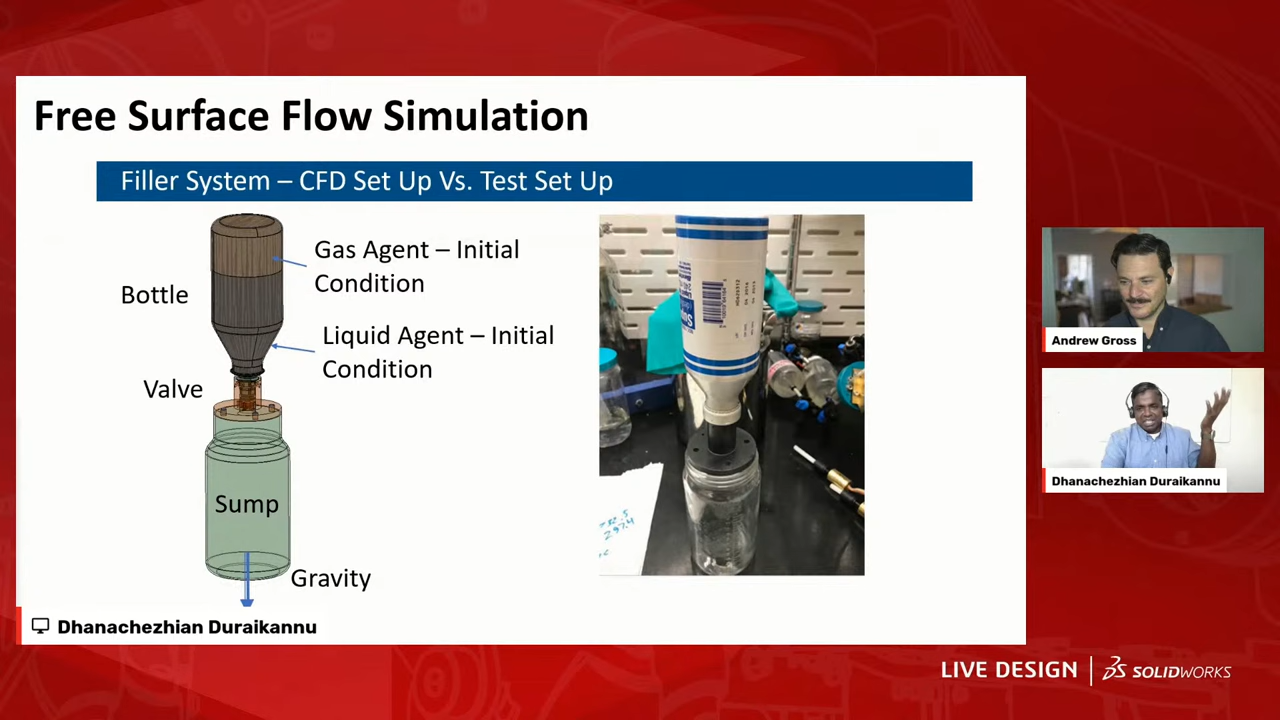 Free Surface Flow Simulation
Filler System – CFD Set Up Vs. Test Set Up
Gas Agent – Initial
Condition
Bottle
Liquid Agent – Initial
Condition
Valve
Sump
Gravity
Dhanachezhian Duraikannu
Andrew Gross
Dhanachezhian Duraikannu
LIVE DESIGN
SOLIDWORKS